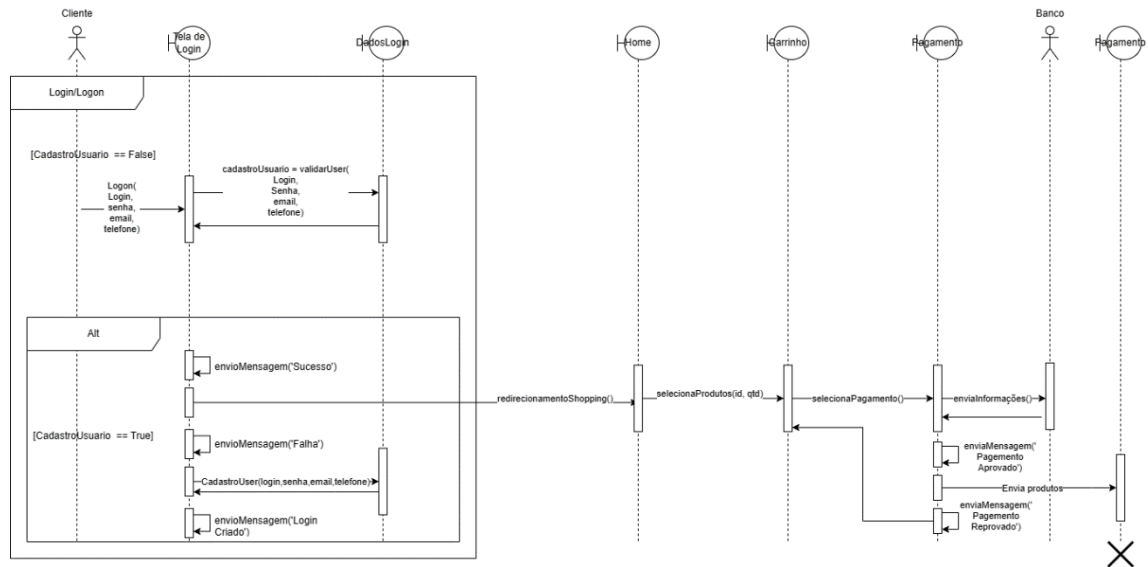 Cliente
Banco
Tela de
Login
DadosLogin
Home
Carrinho
Pagamento
Pagamento
Login/Logon
[CadastroUsuario == False]
Logon(
Login,
senha,
email,
telefone)
cadastroUsuario = validarUser(
Login,
Senha,
email,
telefone)
Alt
envioMensagem('Sucesso')
redirecionamentoShopping()
selecionaProdutos(id, qtd)
selecionaPagamento()
enviaInformações()
[CadastroUsuario == True]
envioMensagem('Falha')
enviaMensagem('
Pagemento
Aprovado')
CadastroUser(login,senha,email,telefone)
Envia produtos
envioMensagem('Login
Criado')
enviaMensagem('
Pagemento
Reprovado')